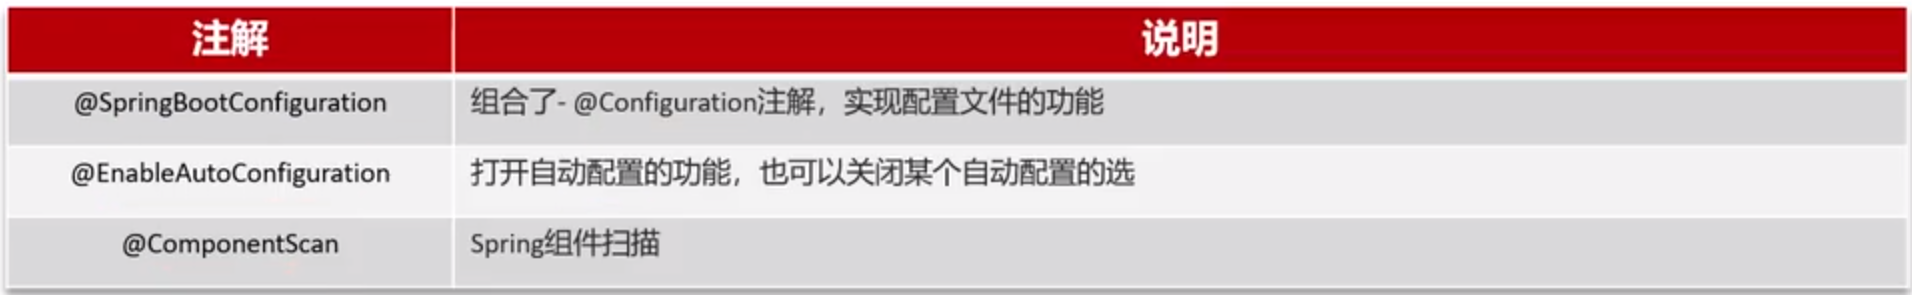 注解 说明
@SpringBootConfiguration 组合了- @Configuration注解，实现配置文件的功能
@EnableAutoConfiguration 打开自动配置的功能，也可以关闭某个自动配置的选
@ComponentScan Spring组件扫描